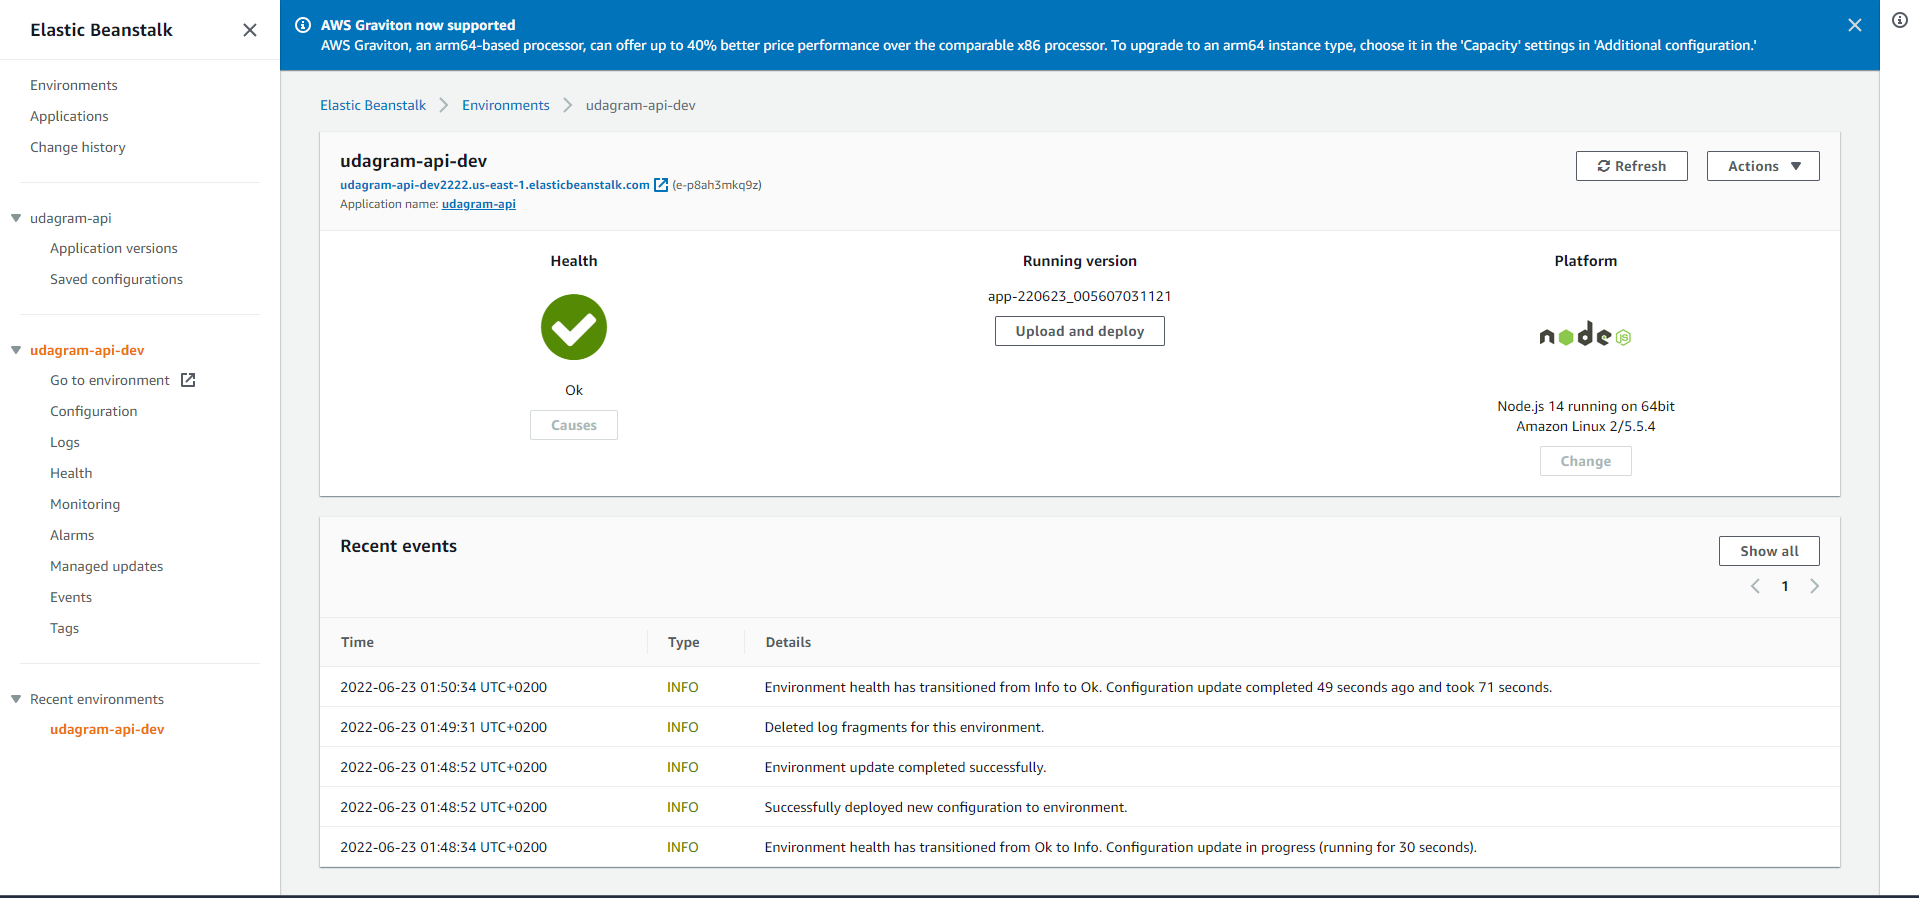 Elastic Beanstalk
Environments
Applications
Change history
udagram-api
Application versions
Saved configurations
udagram-api-dev
Go to environment
Configuration
Logs
Health
Monitoring
Alarms
Managed updates
Events
Tags
Recent environments
udagram-api-dev
AWS Graviton now supported
AWS Graviton, an arm64-based processor, can offer up to 40% better price performance over the comparable x86 processor. To upgrade to an arm64 instance type, choose it in the 'Capacity' settings in 'Additional configuration.'
Elastic Beanstalk Environments udagram-api-dev
udagram-api-dev
udagram-api-dev2222.us-east-1.elasticbeanstalk.com (e-p8ah3mkq9z)
Application name: udagram-api
Refresh Actions
Health
Ok
Causes
Running version
app-220623_005607031121
Upload and deploy
Platform
node JS
Node.js 14 running on 64bit
Amazon Linux 2/5.5.4
Change
Recent events
Show all
1
Time Type Details
2022-06-23 01:50:34 UTC+0200 INFO Environment health has transitioned from Info to Ok. Configuration update completed 49 seconds ago and took 71 seconds.
2022-06-23 01:49:31 UTC+0200 INFO Deleted log fragments for this environment.
2022-06-23 01:48:52 UTC+0200 INFO Environment update completed successfully.
2022-06-23 01:48:52 UTC+0200 INFO Successfully deployed new configuration to environment.
2022-06-23 01:48:34 UTC+0200 INFO Environment health has transitioned from Ok to Info. Configuration update in progress (running for 30 seconds).